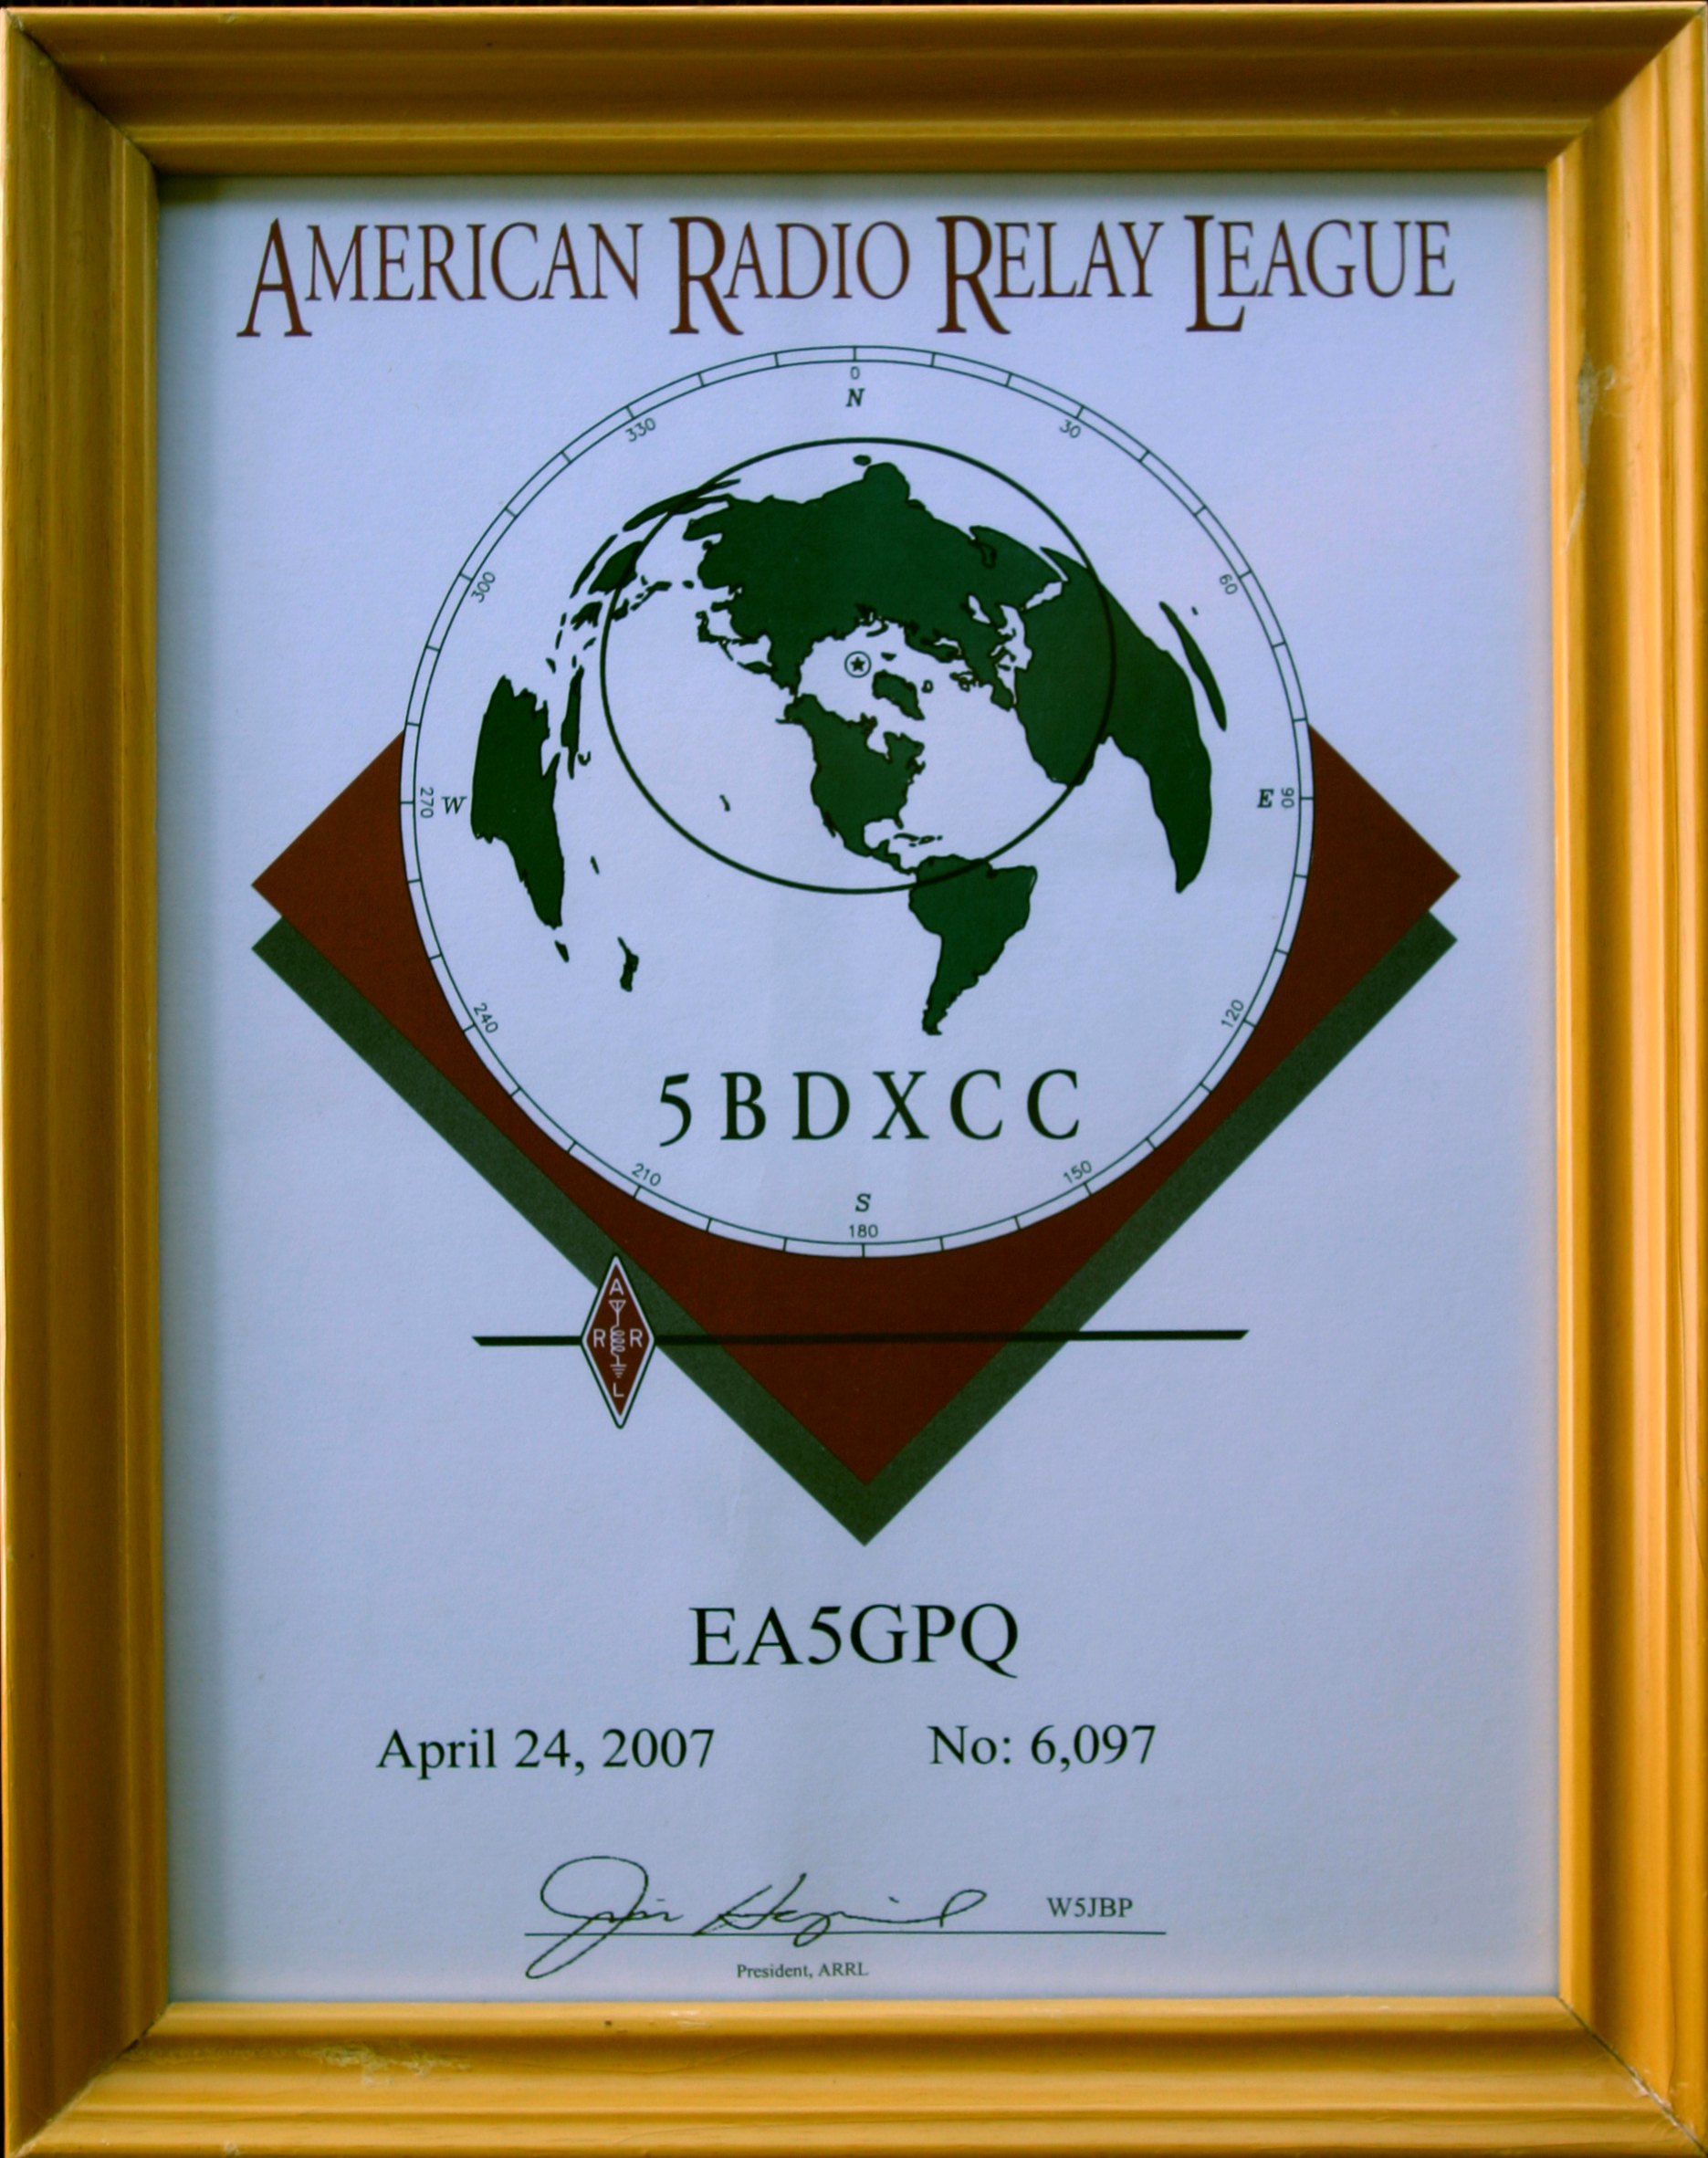 AMERICAN RADIO RELAY LEAGUE
0
N
330
30
300
60
270
W
E
90
240
120
5BDXCC
210
150
S
180
A
R R
L
EA5GPQ
April 24, 2007 No: 6,097
W5JBP
President, ARRL